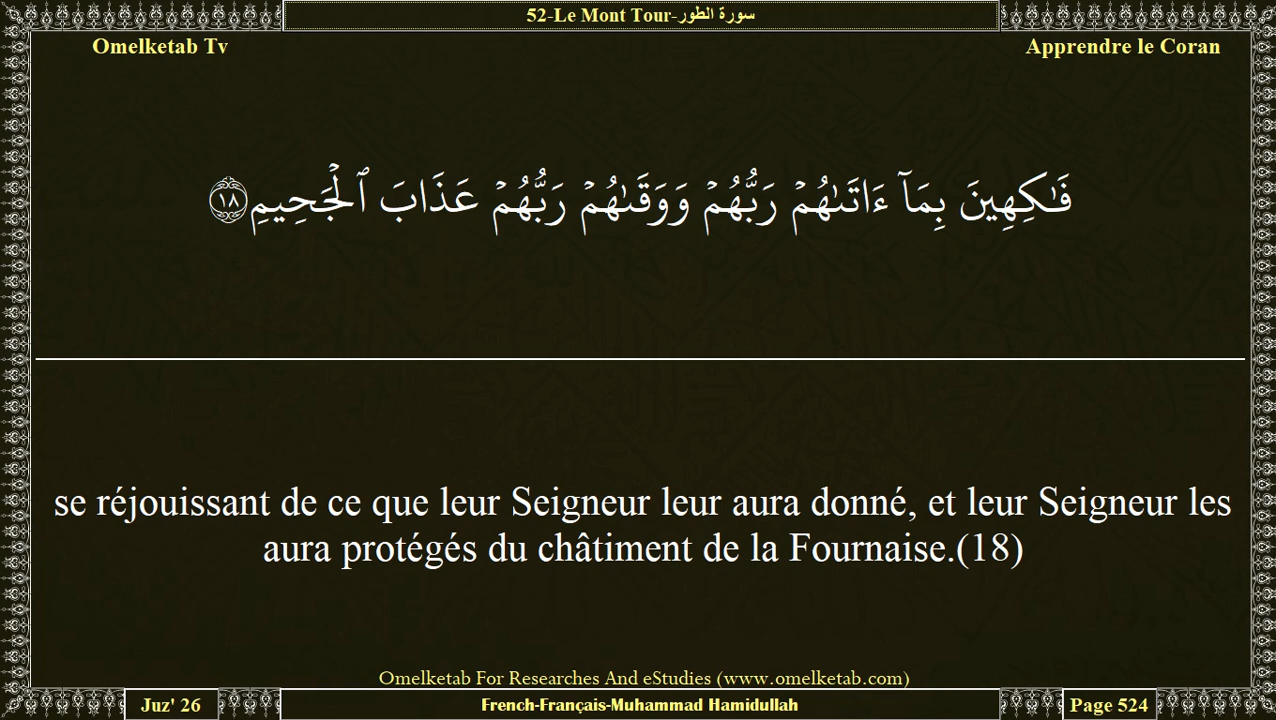 52-Le Mont Tour-سورة الطور
Omelketab Tv
Apprendre le Coran
فَٰكِهِينَ بِمَآ ءَاتَىٰهُمۡ رَبُّهُمۡ وَوَقَىٰهُمۡ رَبُّهُمۡ عَذَابَ ٱلۡجَحِيمِ ١٨
se réjouissant de ce que leur Seigneur leur aura donné, et leur Seigneur les
aura protégés du châtiment de la Fournaise.(18)
Omelketab For Researches And eStudies (www.omelketab.com)
Juz' 26
French-Français-Muhammad Hamidullah
Page 524